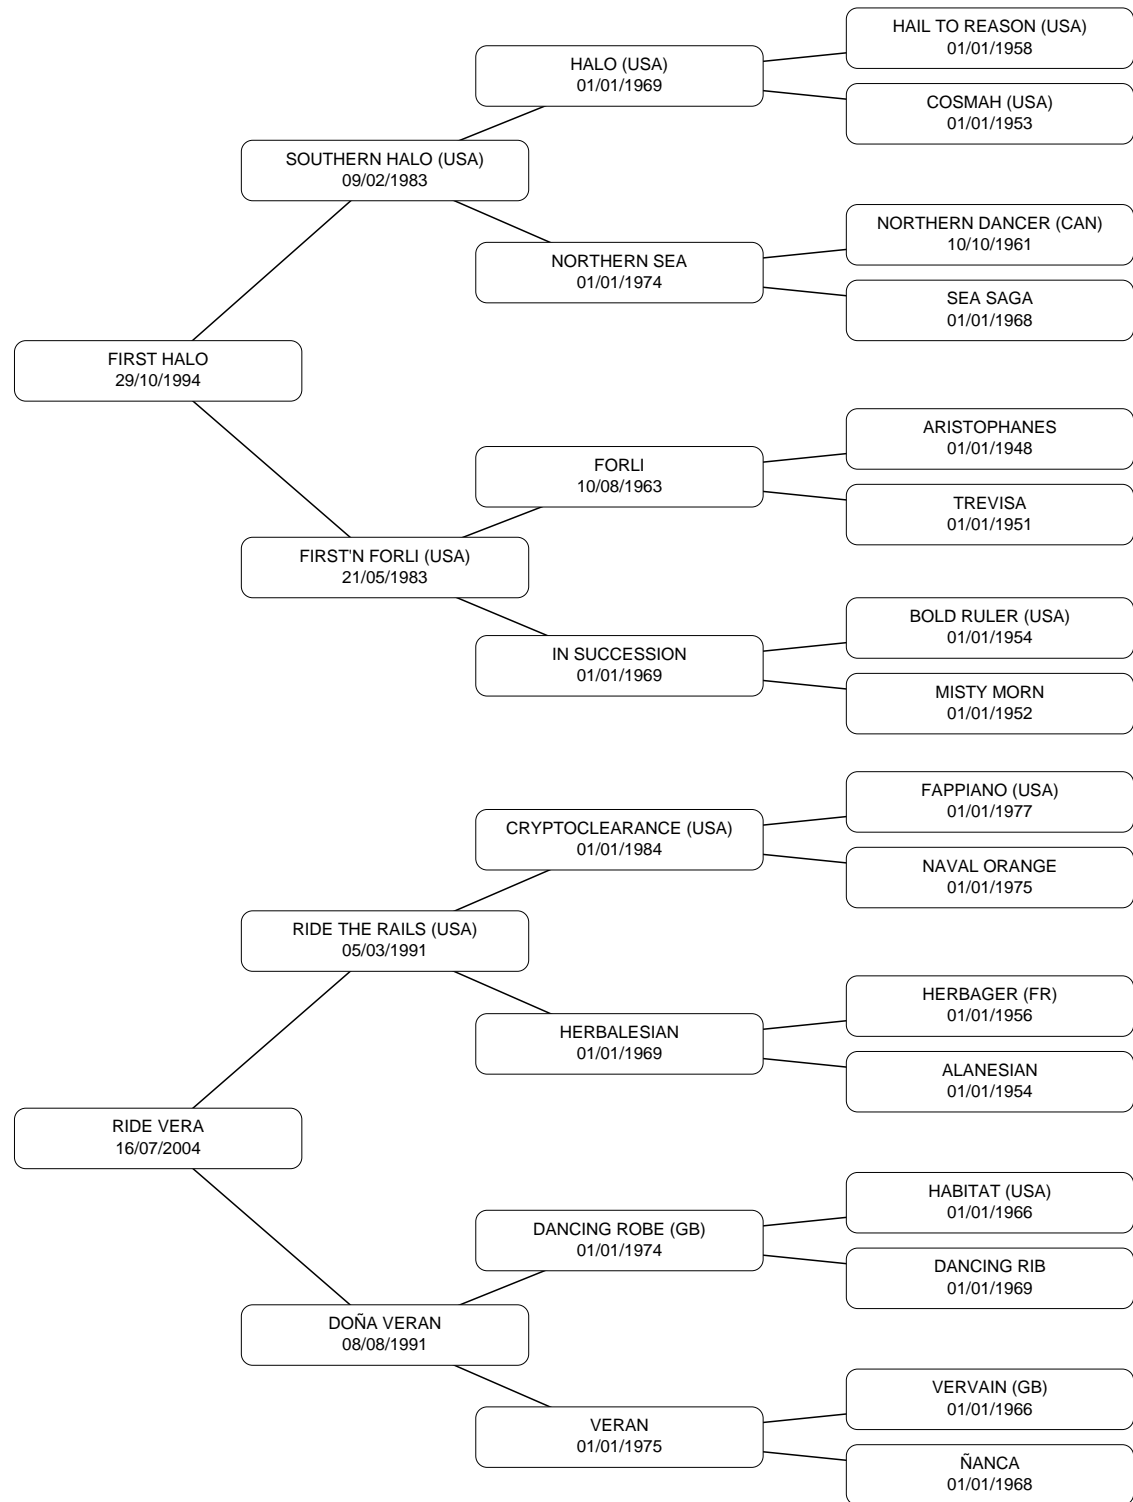 HAIL TO REASON (USA)
01/01/1958
HALO (USA)
01/01/1969
COSMAH (USA)
01/01/1953
SOUTHERN HALO (USA)
09/02/1983
NORTHERN DANCER (CAN)
10/10/1961
NORTHERN SEA
01/01/1974
SEA SAGA
01/01/1968
FIRST HALO
29/10/1994
ARISTOPHANES
01/01/1948
FORLI
10/08/1963
TREVISA
01/01/1951
FIRST'N FORLI (USA)
21/05/1983
BOLD RULER (USA)
01/01/1954
IN SUCCESSION
01/01/1969
MISTY MORN
01/01/1952
FAPPIANO (USA)
01/01/1977
CRYPTOCLEARANCE (USA)
01/01/1984
NAVAL ORANGE
01/01/1975
RIDE THE RAILS (USA)
05/03/1991
HERBAGER (FR)
01/01/1956
HERBALESIAN
01/01/1969
ALANESIAN
01/01/1954
RIDE VERA
16/07/2004
HABITAT (USA)
01/01/1966
DANCING ROBE (GB)
01/01/1974
DANCING RIB
01/01/1969
DOÑA VERAN
08/08/1991
VERVAIN (GB)
01/01/1966
VERAN
01/01/1975
ÑANCA
01/01/1968